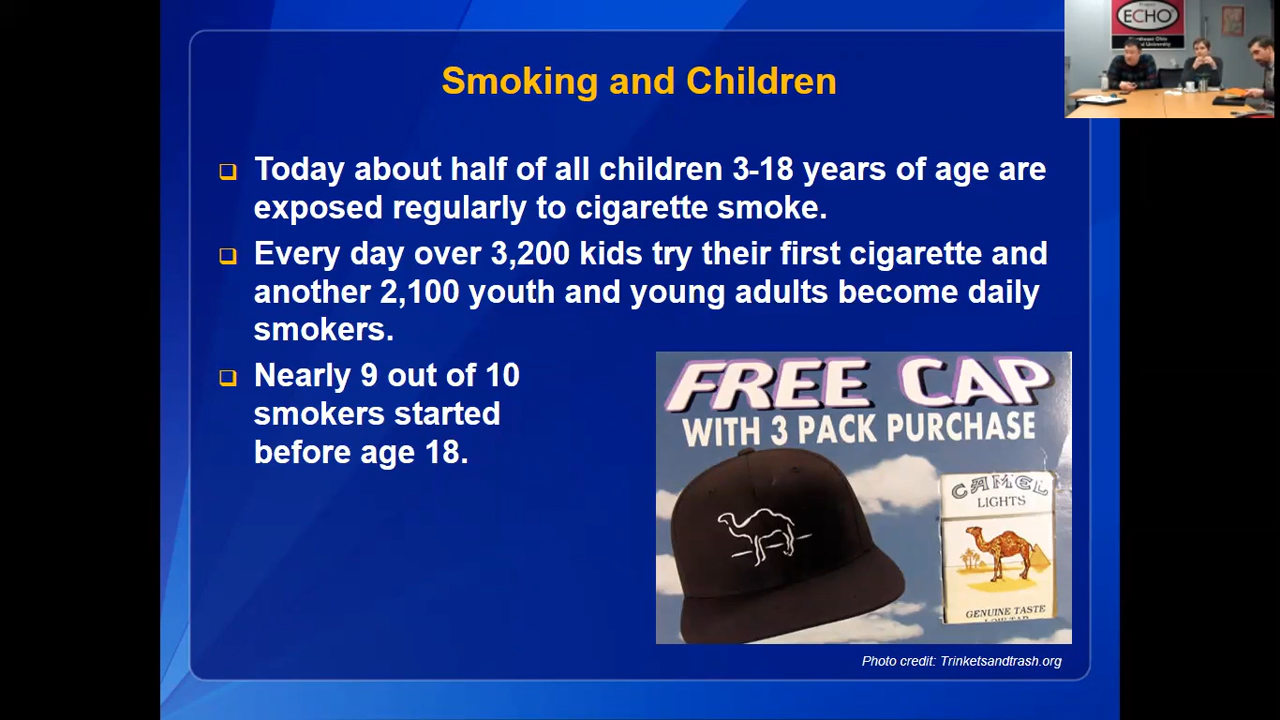 Smoking and Children
ECHO
Today about half of all children 3-18 years of age are
exposed regularly to cigarette smoke.
Every day over 3,200 kids try their first cigarette and
another 2,100 youth and young adults become daily
smokers.
Nearly 9 out of 10
smokers started
before age 18.
FREE CAP
WITH 3 PACK PURCHASE
CAMEL
LIGHTS
GENUINE TASTE
Photo credit: Trinketsandtrash.org